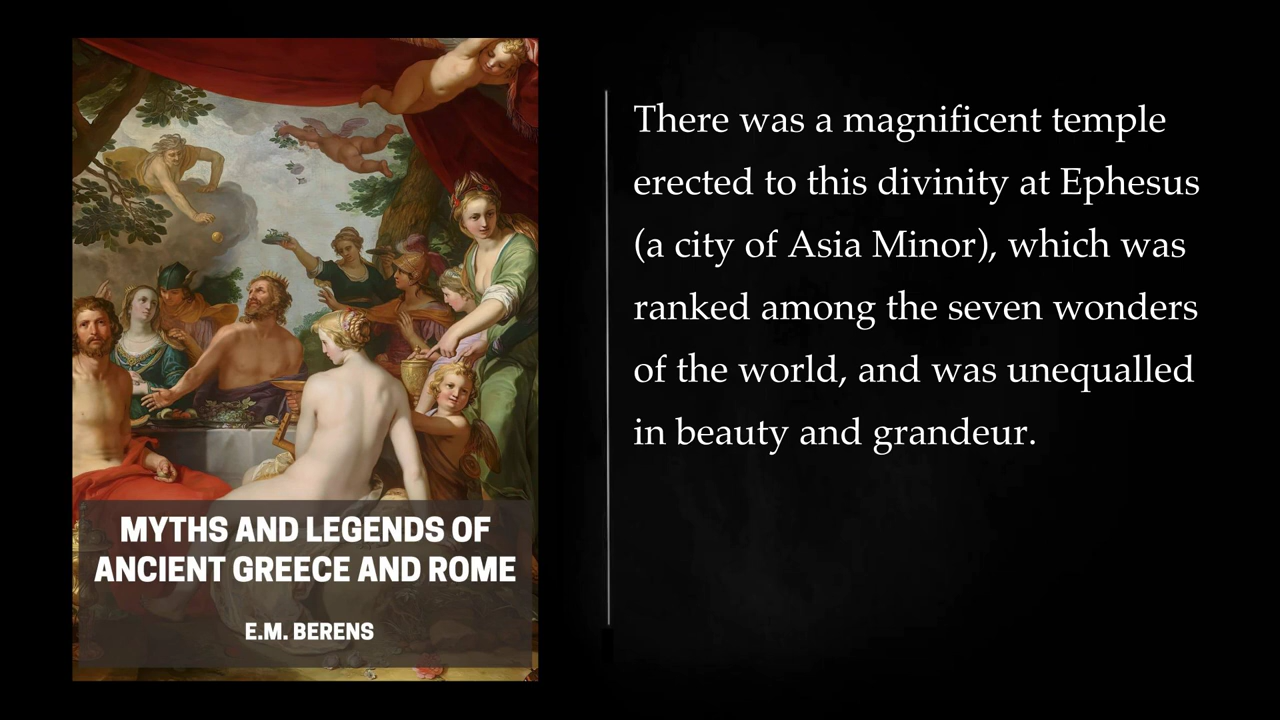 MYTHS AND LEGENDS OF
ANCIENT GREECE AND ROME
E.M. BERENS
There was a magnificent temple
erected to this divinity at Ephesus
(a city of Asia Minor), which was
ranked among the seven wonders
of the world, and was unequalled
in beauty and grandeur.